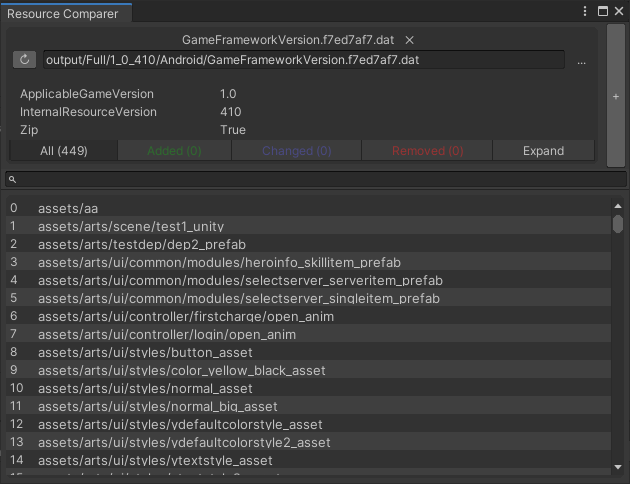 Resource Comparer
GameFrameworkVersion.f7ed7af7.dat
output/Full/1_0_410/Android/GameFrameworkVersion.f7ed7af7.dat ...
ApplicableGameVersion 1.0
InternalResourceVersion 410
Zip True
+
All (449) Added (0) Changed (0) Removed (0) Expand
0 assets/aa
1 assets/arts/scene/test1_unity
2 assets/arts/testdep/dep2_prefab
3 assets/arts/ui/common/modules/heroinfo_skillitem_prefab
4 assets/arts/ui/common/modules/selectserver_serveritem_prefab
5 assets/arts/ui/common/modules/selectserver_singleitem_prefab
6 assets/arts/ui/controller/firstcharge/open_anim
7 assets/arts/ui/controller/login/open_anim
8 assets/arts/ui/styles/button_asset
9 assets/arts/ui/styles/color_yellow_black_asset
10 assets/arts/ui/styles/normal_asset
11 assets/arts/ui/styles/normal_big_asset
12 assets/arts/ui/styles/ydefaultcolorstyle_asset
13 assets/arts/ui/styles/ydefaultcolorstyle2_asset
14 assets/arts/ui/styles/ytextstyle_asset